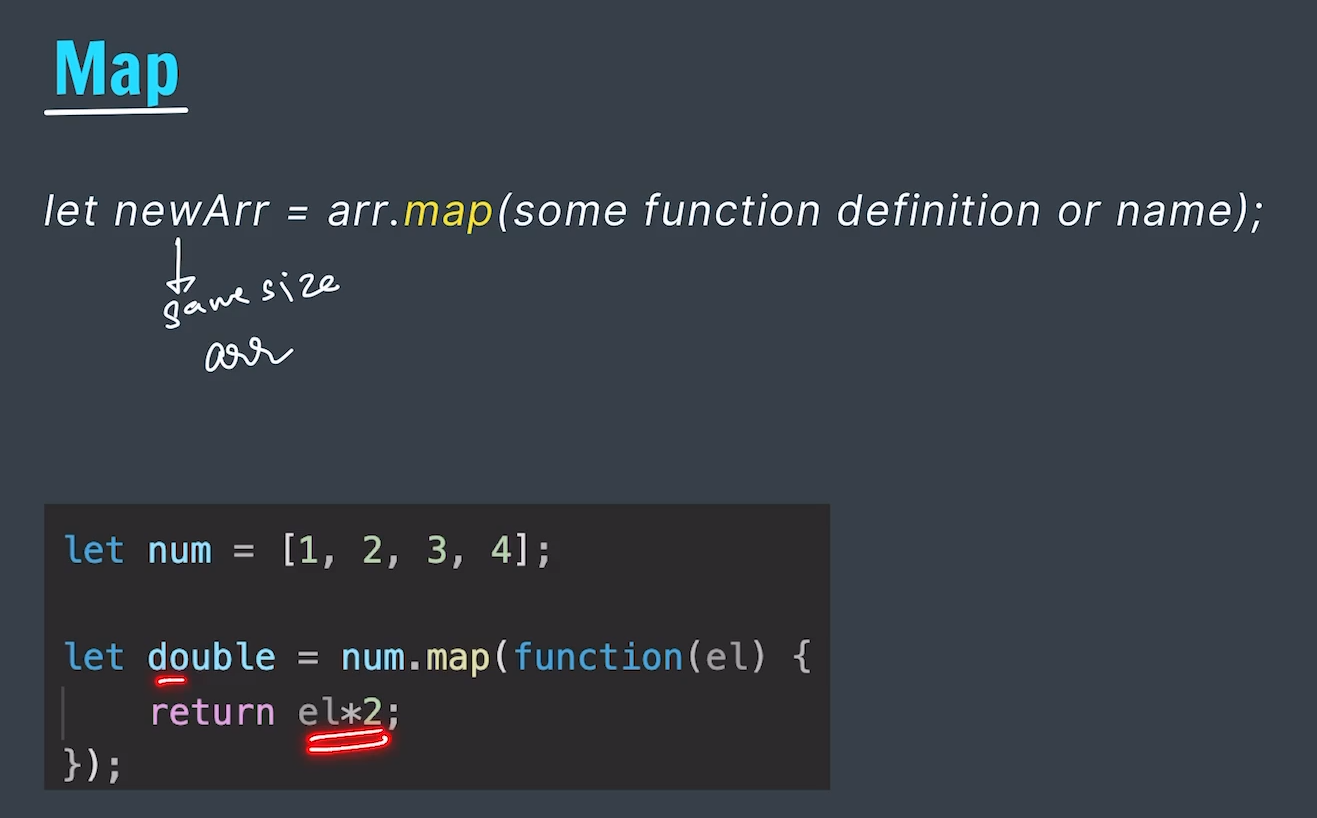 Map
let newArr = arr.map(some function definition or name);
same size
arr
let num = [1, 2, 3, 4];
let double = num.map(function(el) {
    return el*2;
});